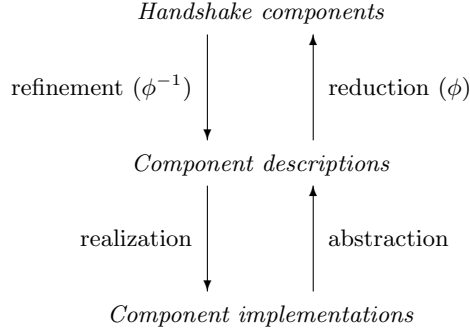 Handshake components
refinement (ϕ⁻¹) reduction (ϕ)
Component descriptions
realization abstraction
Component implementations